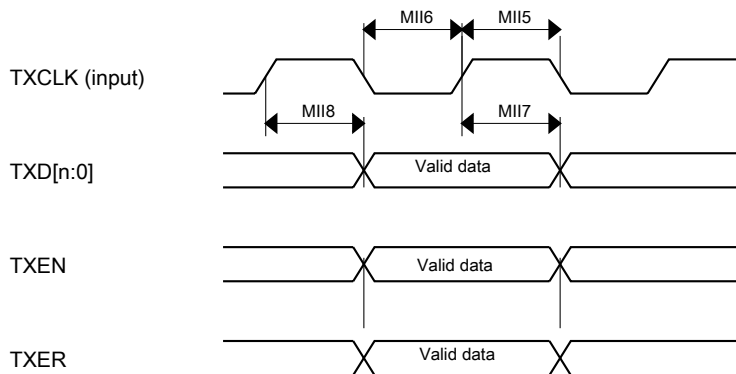 MII6
MII5
TXCLK (input)
MII8
MII7
TXD[n:0]
Valid data
TXEN
Valid data
TXER
Valid data